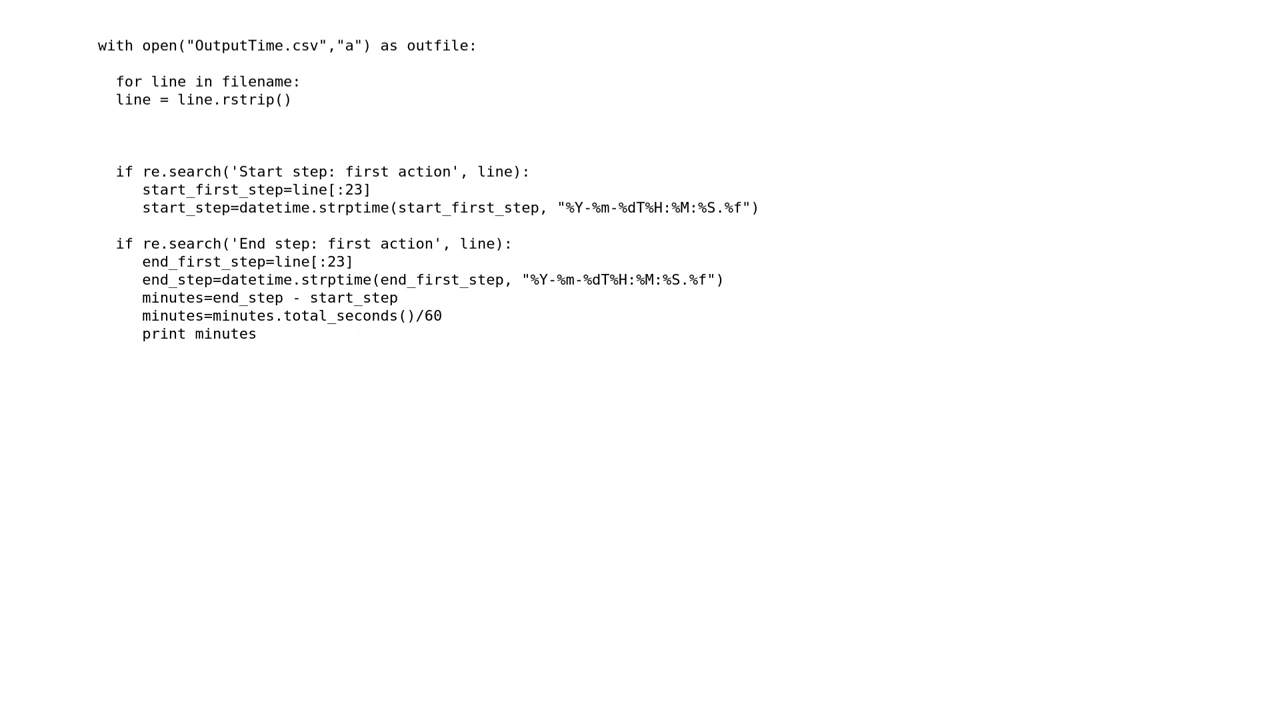 with open("OutputTime.csv","a") as outfile:
for line in filename:
line = line.rstrip()
if re.search('Start step: first action', line):
start_first_step=line[:23]
start_step=datetime.strptime(start_first_step, "%Y-%m-%dT%H:%M:%S.%f")
if re.search('End step: first action', line):
end_first_step=line[:23]
end_step=datetime.strptime(end_first_step, "%Y-%m-%dT%H:%M:%S.%f")
minutes=end_step - start_step
minutes=minutes.total_seconds()/60
print minutes